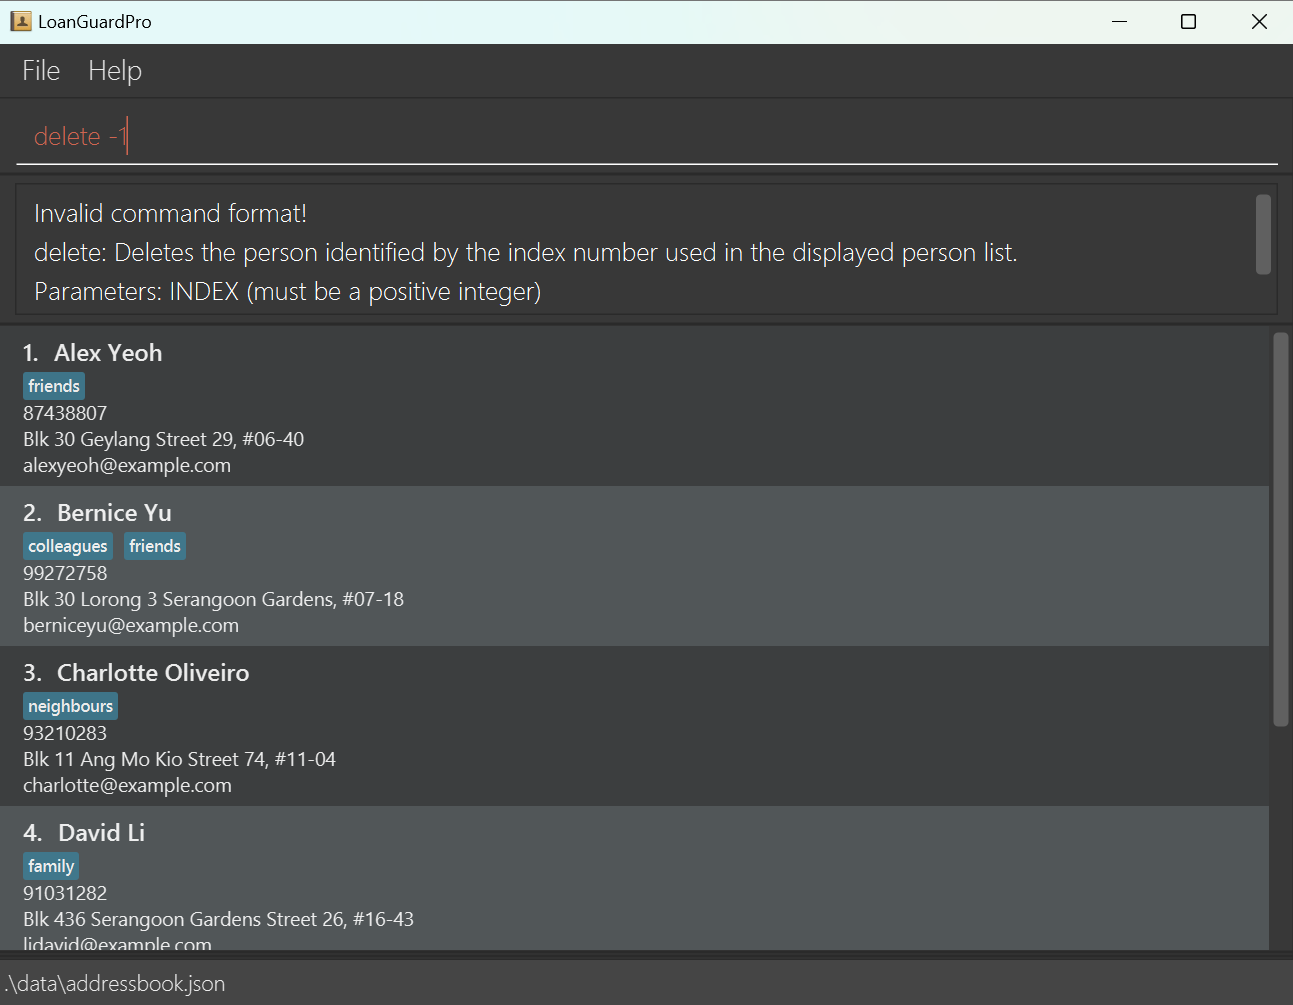 LoanGuardPro
File Help
delete -1
Invalid command format!
delete: Deletes the person identified by the index number used in the displayed person list.
Parameters: INDEX (must be a positive integer)
1. Alex Yeoh
friends
87438807
Blk 30 Geylang Street 29, #06-40
alexyeoh@example.com
2. Bernice Yu
colleagues friends
99272758
Blk 30 Lorong 3 Serangoon Gardens, #07-18
berniceyu@example.com
3. Charlotte Oliveiro
neighbours
93210283
Blk 11 Ang Mo Kio Street 74, #11-04
charlotte@example.com
4. David Li
family
91031282
Blk 436 Serangoon Gardens Street 26, #16-43
lidavid@example.com
.\data\addressbook.json